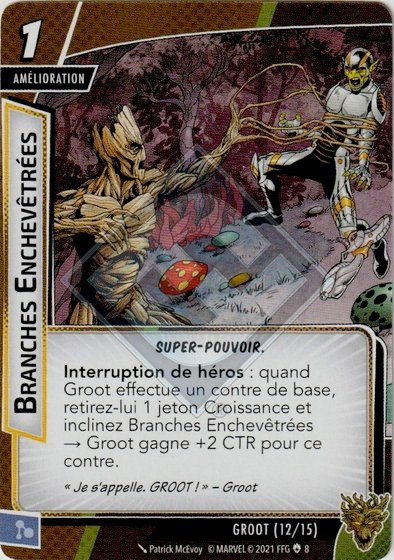 1
AMÉLIORATION
BRANCHES ENCHEVÊTRÉES
SUPER-POUVOIR.
Interruption de héros : quand
Groot effectue un contre de base,
retirez-lui 1 jeton Croissance et
inclinez Branches Enchevêtrées
→ Groot gagne +2 CTR pour ce
contre.
« Je s'appelle. GROOT ! » – Groot
GROOT (12/15)
Patrick McEvoy © MARVEL © 2021 FFG 8